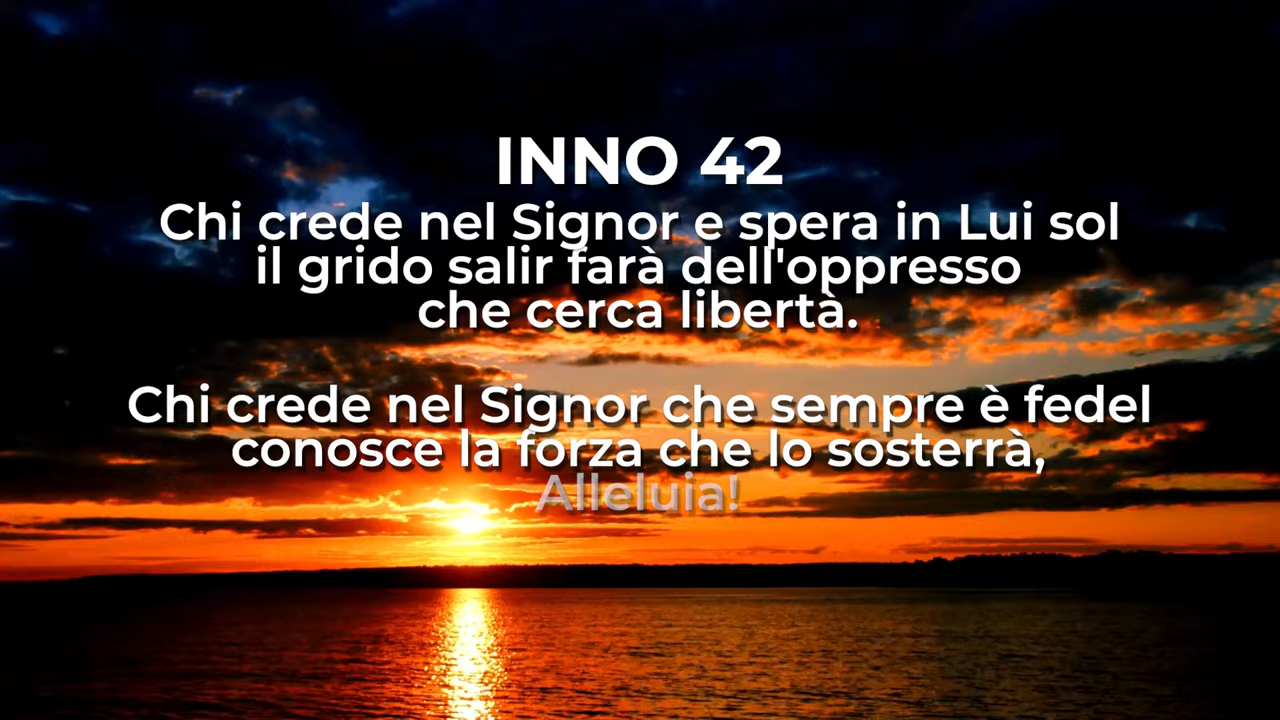 INNO 42
Chi crede nel Signor e spera in Lui sol
il grido salir farà dell'oppresso
che cerca libertà.
Chi crede nel Signor che sempre è fedel
conosce la forza che lo sosterrà,
Alleluia!